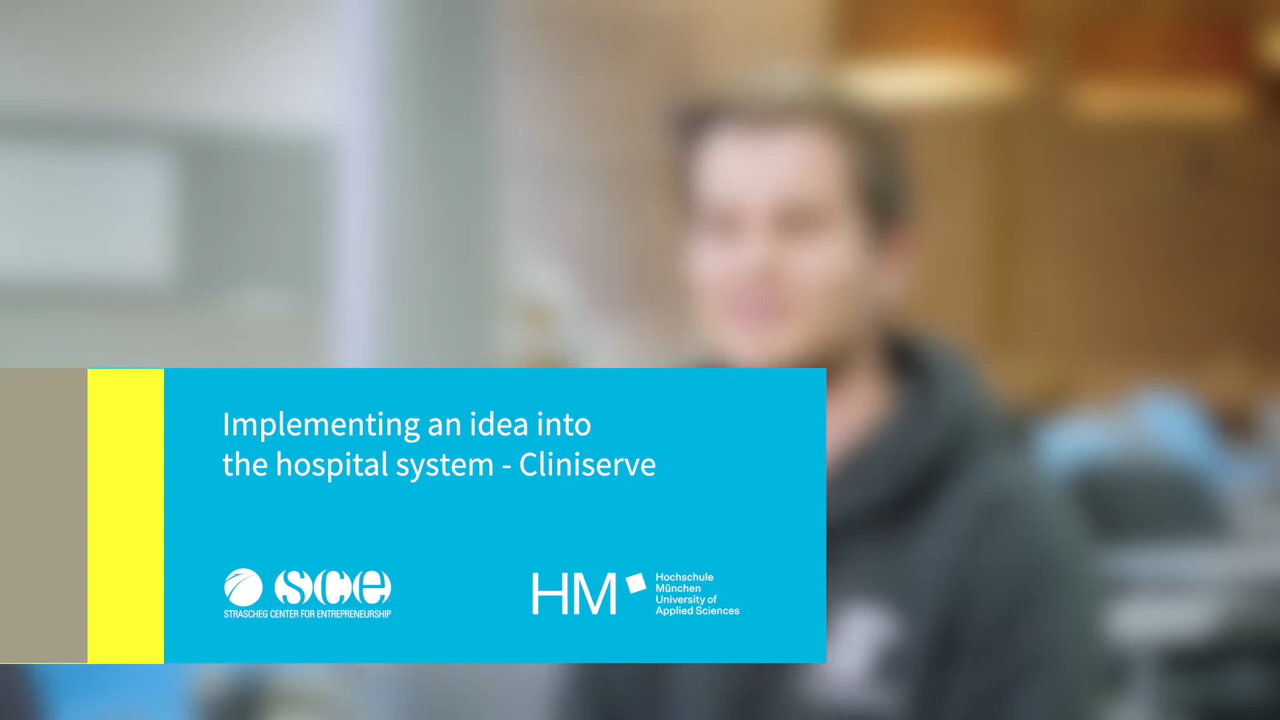 Implementing an idea into
the hospital system - Cliniserve
sce
STRASCHEG CENTER FOR ENTREPRENEURSHIP
HM
Hochschule
München
University of
Applied Sciences